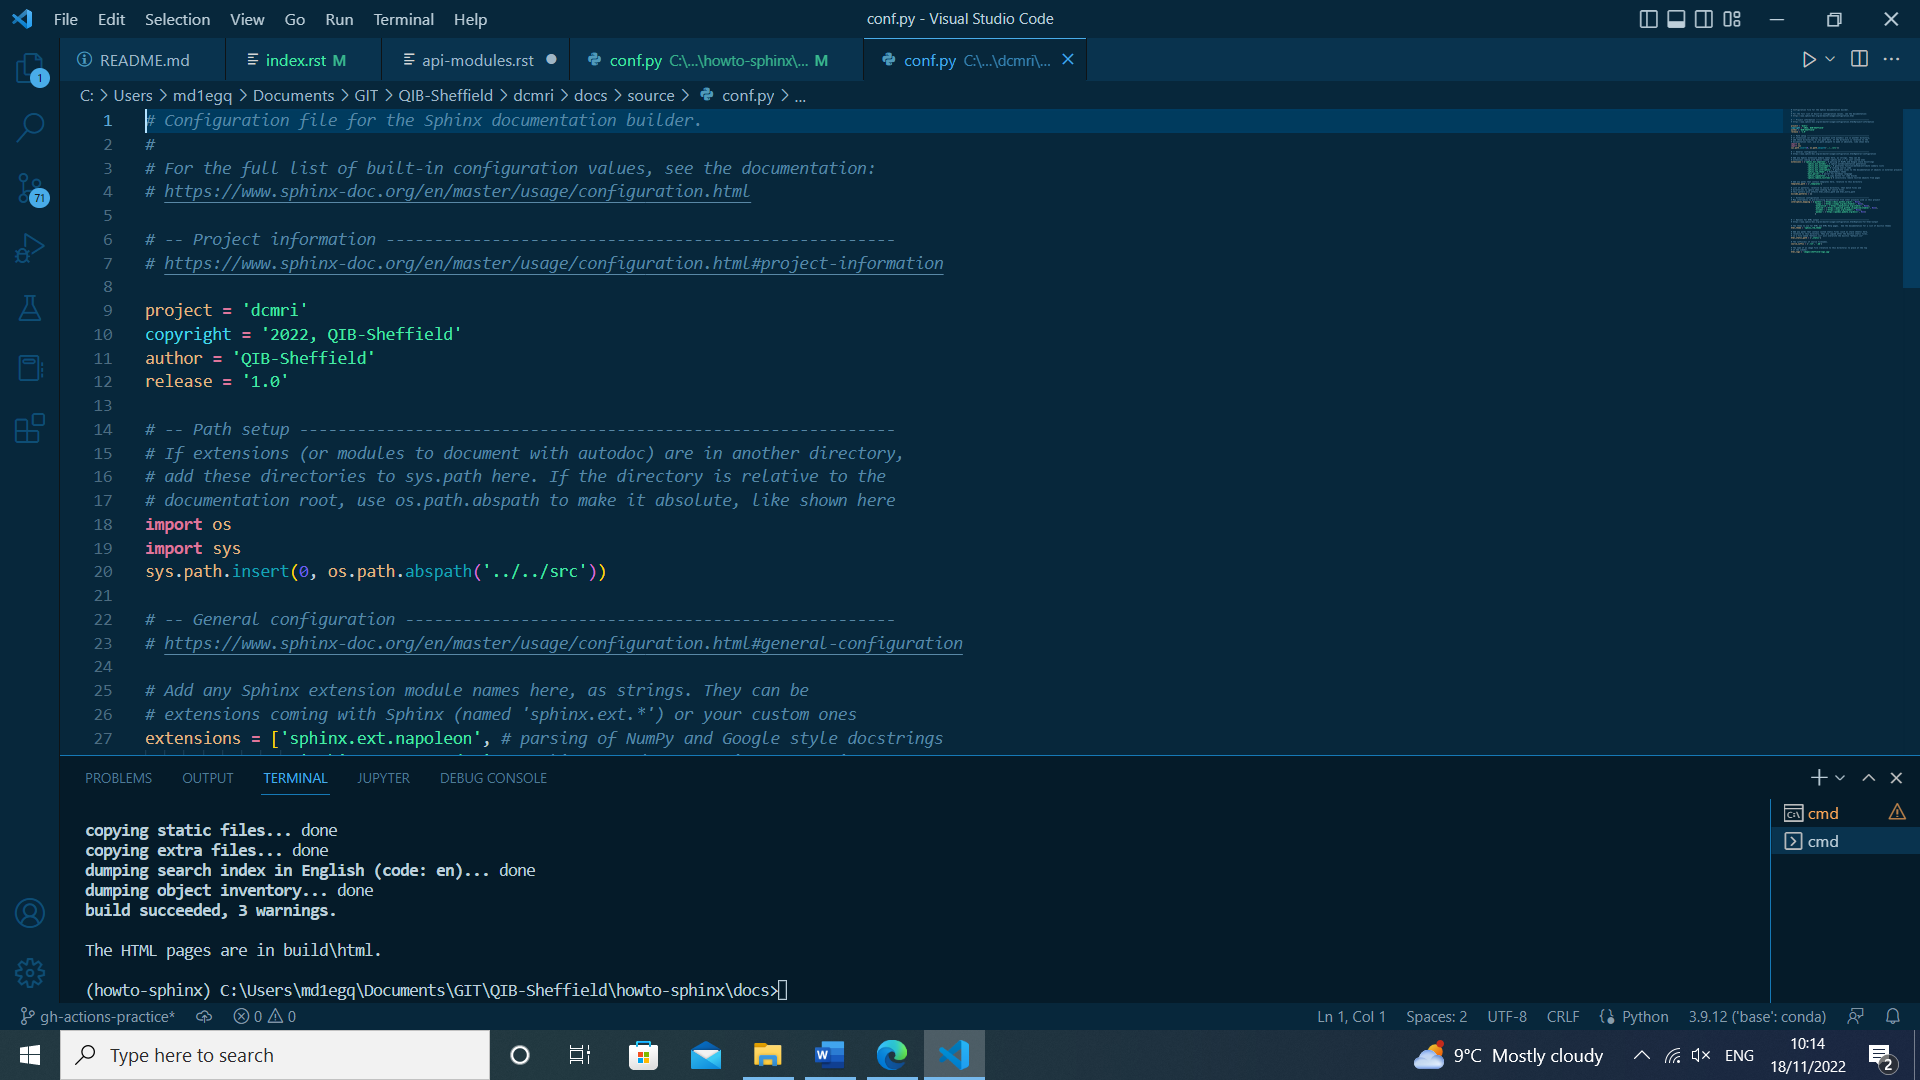 File Edit Selection View Go Run Terminal Help
conf.py - Visual Studio Code
README.md
index.rst M
api-modules.rst
conf.py C:\...\howto-sphinx\... M
conf.py C:\...\dcmri\...
C: > Users > md1egq > Documents > GIT > QIB-Sheffield > dcmri > docs > source > conf.py > ...
1 # Configuration file for the Sphinx documentation builder.
2 #
3 # For the full list of built-in configuration values, see the documentation:
4 # https://www.sphinx-doc.org/en/master/usage/configuration.html
5
6 # -- Project information -----------------------------------------------------
7 # https://www.sphinx-doc.org/en/master/usage/configuration.html#project-information
8
9 project = 'dcmri'
10 copyright = '2022, QIB-Sheffield'
11 author = 'QIB-Sheffield'
12 release = '1.0'
13
14 # -- Path setup --------------------------------------------------------------
15 # If extensions (or modules to document with autodoc) are in another directory,
16 # add these directories to sys.path here. If the directory is relative to the
17 # documentation root, use os.path.abspath to make it absolute, like shown here
18 import os
19 import sys
20 sys.path.insert(0, os.path.abspath('../../src'))
21
22 # -- General configuration ---------------------------------------------------
23 # https://www.sphinx-doc.org/en/master/usage/configuration.html#general-configuration
24
25 # Add any Sphinx extension module names here, as strings. They can be
26 # extensions coming with Sphinx (named 'sphinx.ext.*') or your custom ones
27 extensions = ['sphinx.ext.napoleon', # parsing of NumPy and Google style docstrings
1
71
PROBLEMS OUTPUT TERMINAL JUPYTER DEBUG CONSOLE
copying static files... done
copying extra files... done
dumping search index in English (code: en)... done
dumping object inventory... done
build succeeded, 3 warnings.
The HTML pages are in build\html.
(howto-sphinx) C:\Users\md1egq\Documents\GIT\QIB-Sheffield\howto-sphinx\docs>
cmd
cmd
gh-actions-practice* 0 0
Ln 1, Col 1 Spaces: 2 UTF-8 CRLF Python 3.9.12 ('base': conda)
Type here to search
9°C Mostly cloudy
ENG
10:14
18/11/2022
2